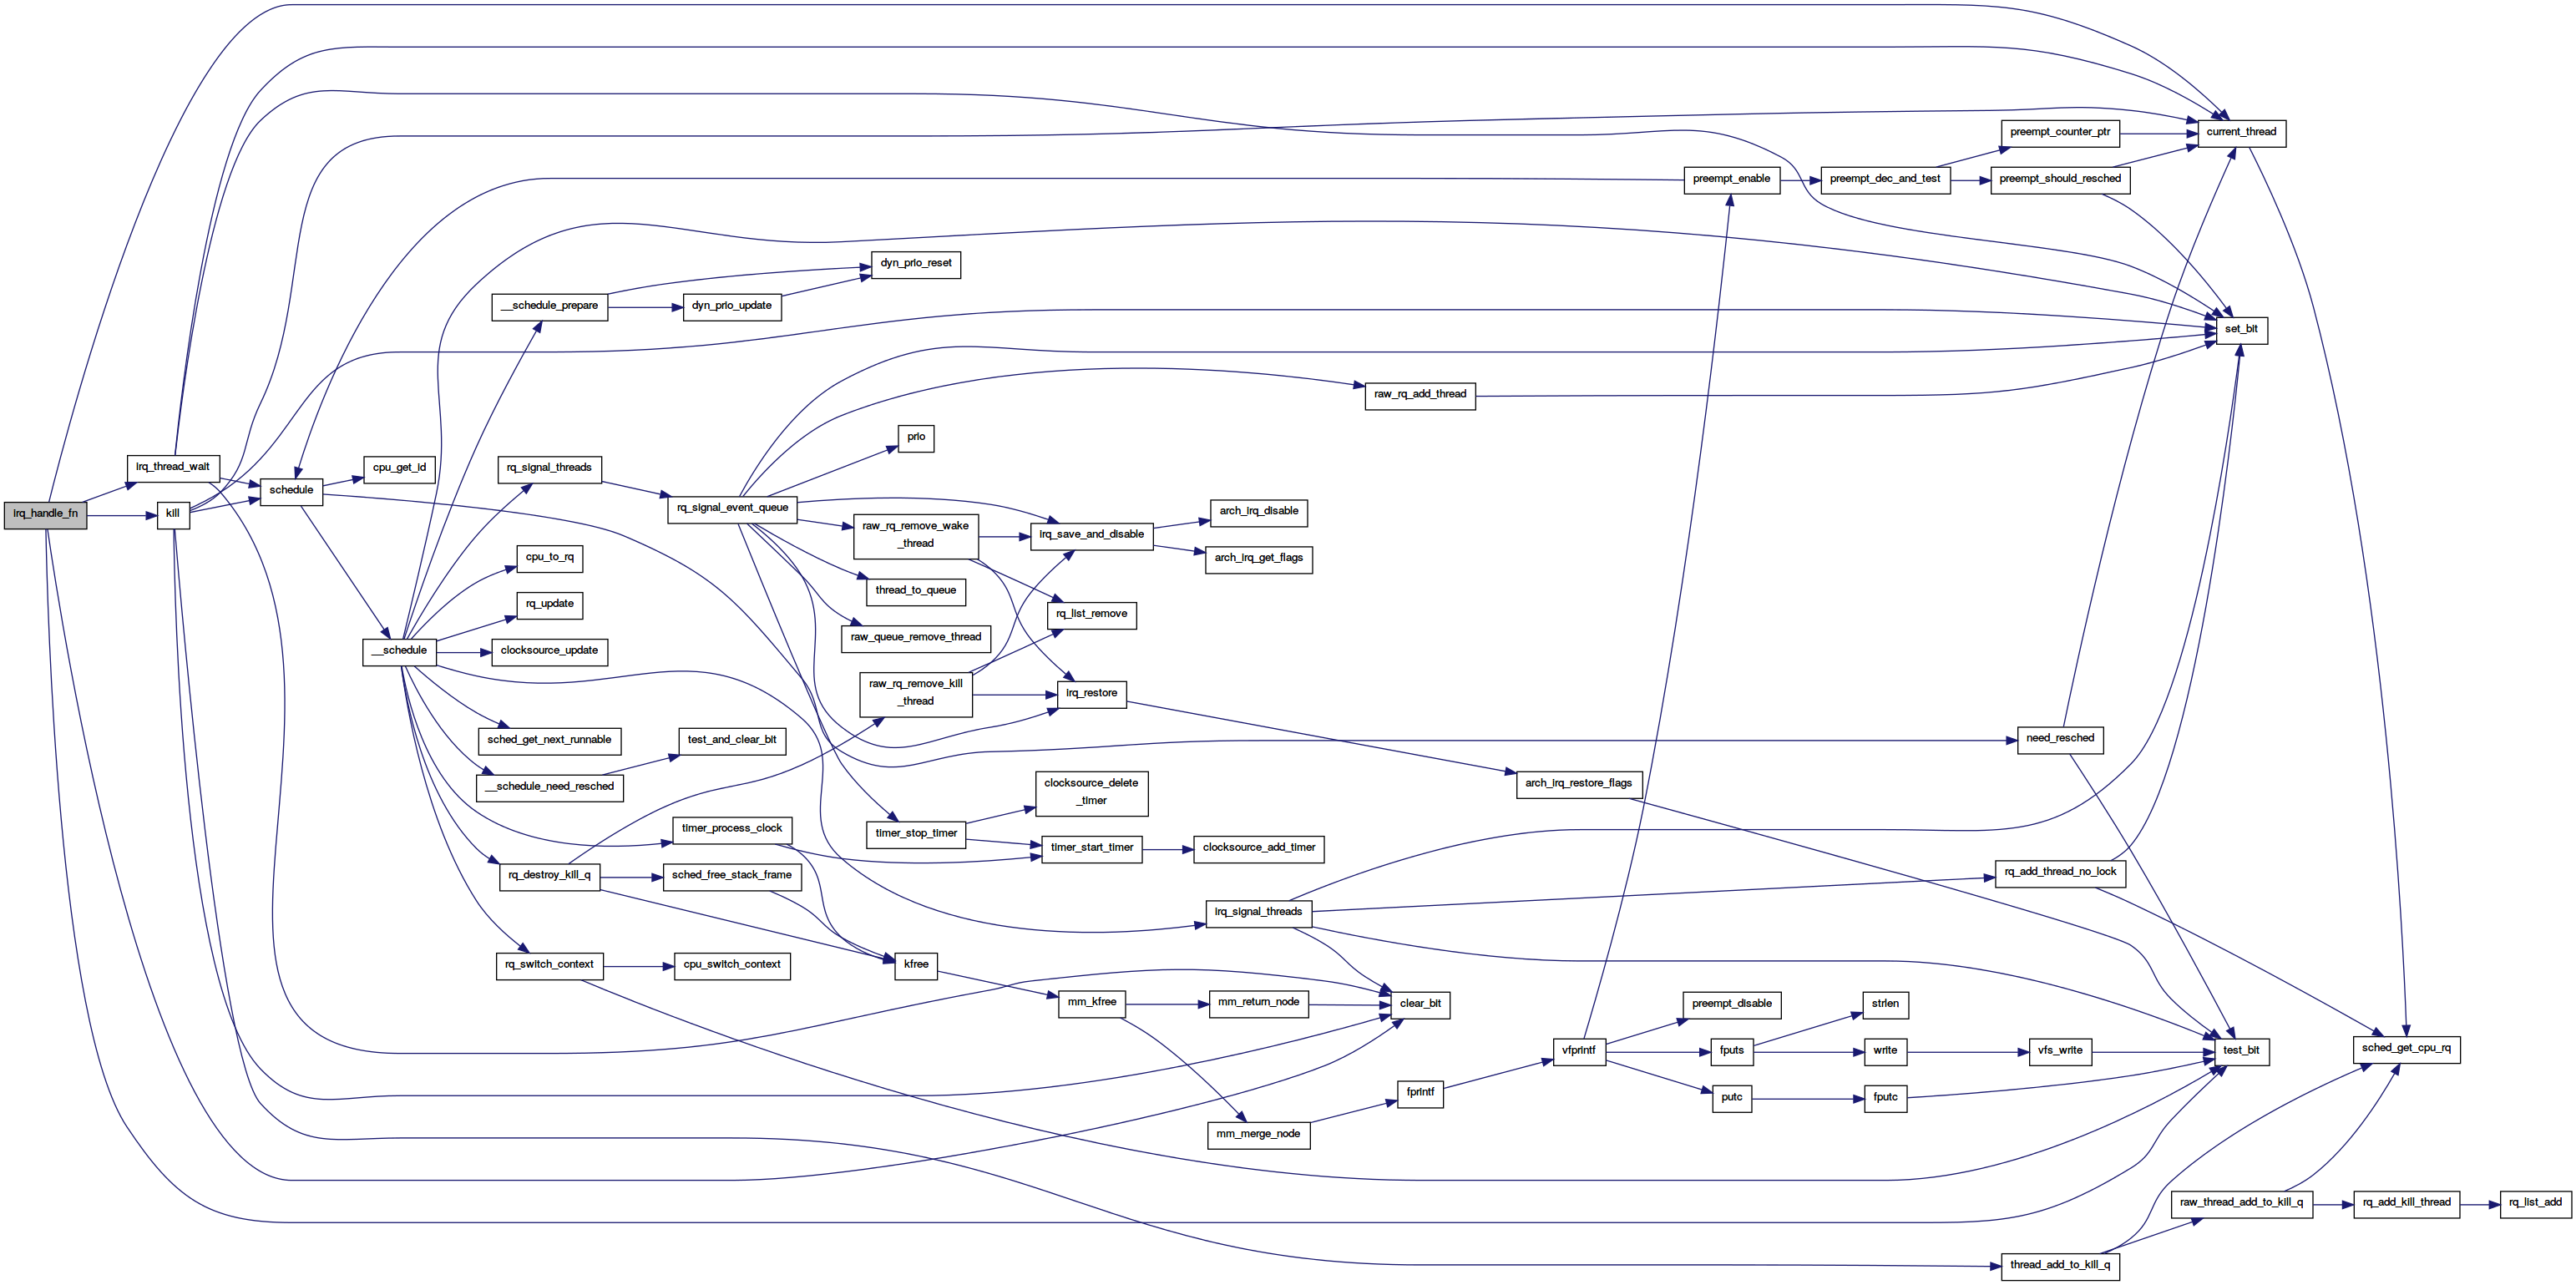 current_thread
preempt_counter_ptr
preempt_enable
preempt_dec_and_test
preempt_should_resched
dyn_prio_reset
__schedule_prepare
dyn_prio_update
set_bit
raw_rq_add_thread
prio
irq_thread_wait
rq_signal_threads
cpu_get_id
schedule
irq_handle_fn
kill
rq_signal_event_queue
arch_irq_disable
raw_rq_remove_wake
_thread
irq_save_and_disable
cpu_to_rq
arch_irq_get_flags
thread_to_queue
rq_update
rq_list_remove
raw_queue_remove_thread
__schedule
clocksource_update
raw_rq_remove_kill
_thread
irq_restore
sched_get_next_runnable
test_and_clear_bit
need_resched
__schedule_need_resched
clocksource_delete
_timer
arch_irq_restore_flags
timer_process_clock
timer_stop_timer
timer_start_timer
clocksource_add_timer
rq_destroy_kill_q
sched_free_stack_frame
rq_add_thread_no_lock
irq_signal_threads
rq_switch_context
cpu_switch_context
kfree
mm_kfree
mm_return_node
clear_bit
preempt_disable
strlen
vfprintf
fputs
write
vfs_write
test_bit
sched_get_cpu_rq
fprintf
putc
fputc
mm_merge_node
raw_thread_add_to_kill_q
rq_add_kill_thread
rq_list_add
thread_add_to_kill_q